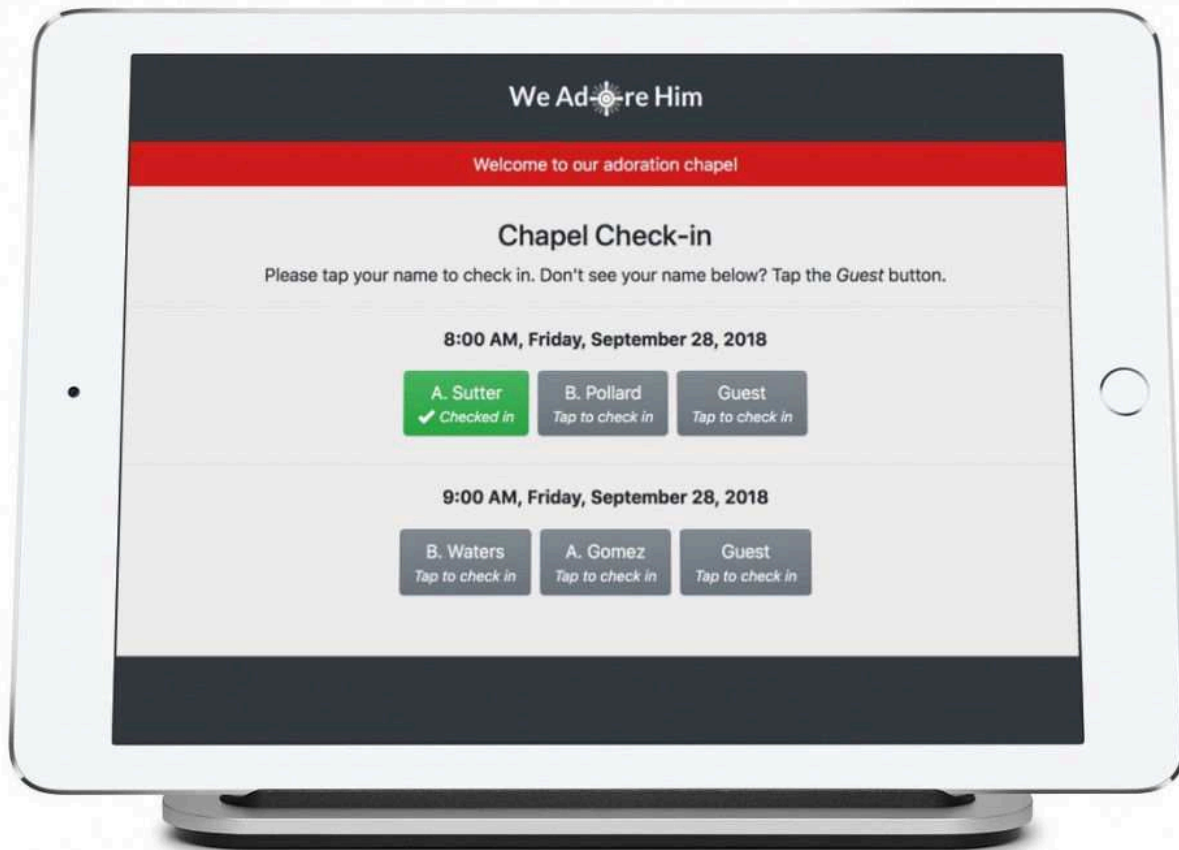 We Adore Him
Welcome to our adoration chapel
Chapel Check-in
Please tap your name to check in. Don't see your name below? Tap the Guest button.
8:00 AM, Friday, September 28, 2018
A. Sutter B. Pollard Guest
✓ Checked in Tap to check in Tap to check in
9:00 AM, Friday, September 28, 2018
B. Waters A. Gomez Guest
Tap to check in Tap to check in Tap to check in